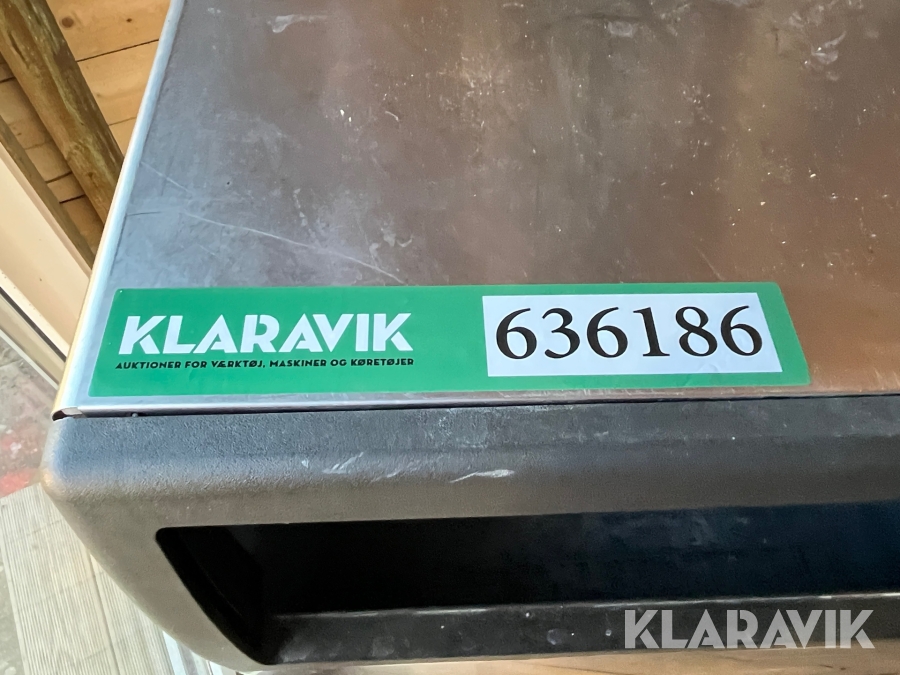 KLARAVIK
AUKTIONER FOR VÆRKTØJ, MASKINER OG KØRETØJER
636186
KLARAVIK